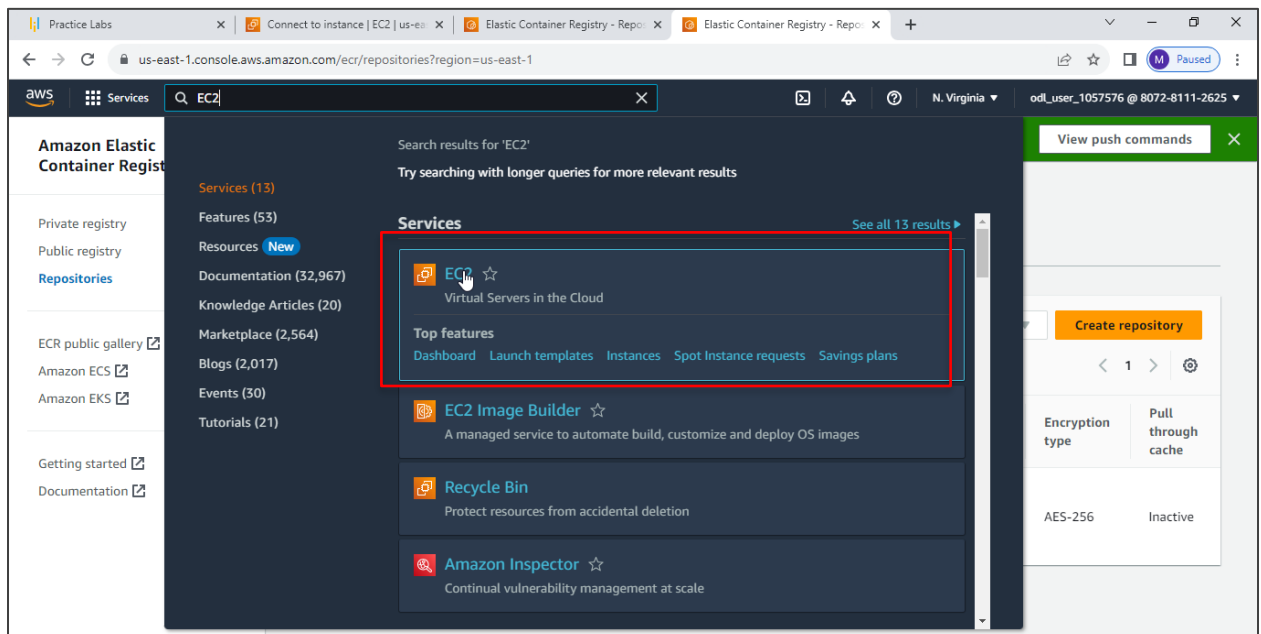 Practice Labs
Connect to instance | EC2 | us-ea
Elastic Container Registry - Repo
Elastic Container Registry - Repo
us-east-1.console.aws.amazon.com/ecr/repositories?region=us-east-1
M Paused
aws
Services
EC2
N. Virginia
odl_user_1057576 @ 8072-8111-2625
Amazon Elastic
Container Regist
Private registry
Public registry
Repositories
ECR public gallery
Amazon ECS
Amazon EKS
Getting started
Documentation
Services (13)
Features (53)
Resources New
Documentation (32,967)
Knowledge Articles (20)
Marketplace (2,564)
Blogs (2,017)
Events (30)
Tutorials (21)
Search results for 'EC2'
Try searching with longer queries for more relevant results
Services
See all 13 results
EC2
Virtual Servers in the Cloud
Top features
Dashboard Launch templates Instances Spot Instance requests Savings plans
EC2 Image Builder
A managed service to automate build, customize and deploy OS images
Recycle Bin
Protect resources from accidental deletion
Amazon Inspector
Continual vulnerability management at scale
View push commands
Create repository
1
Encryption
type
Pull
through
cache
AES-256
Inactive